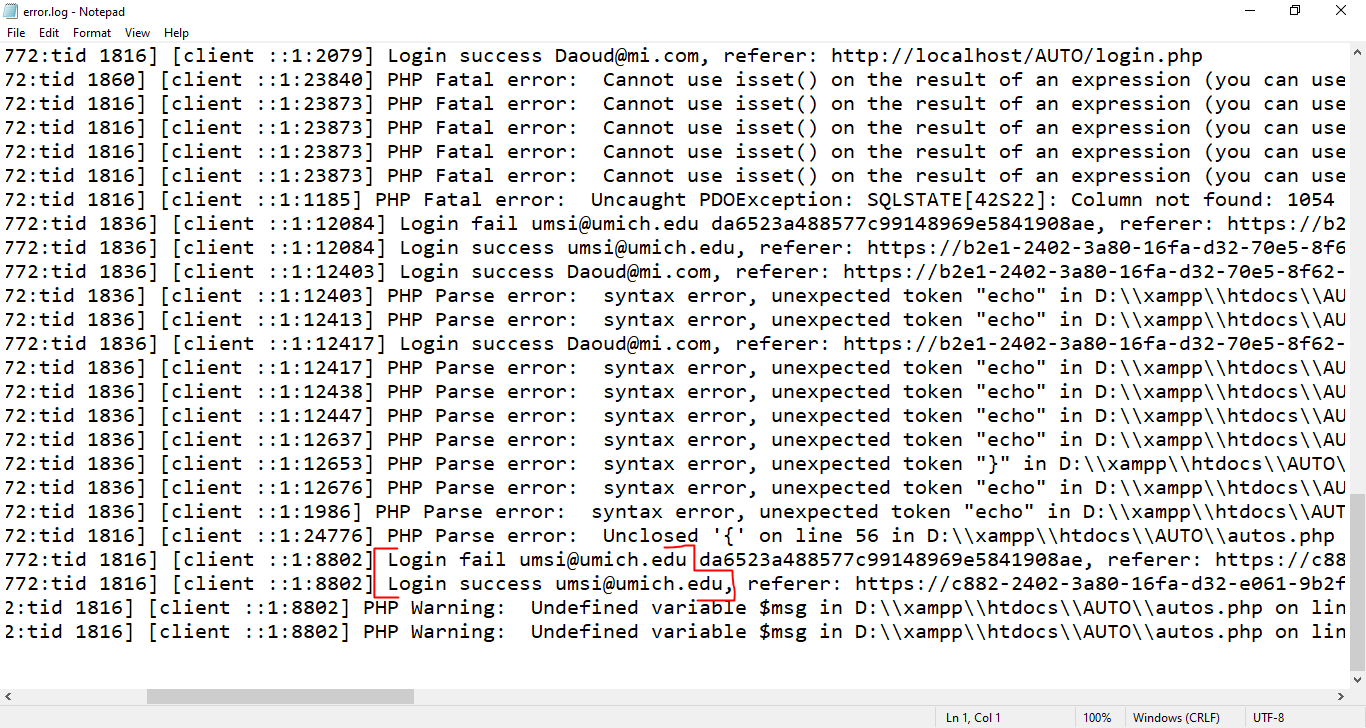 error.log - Notepad
File Edit Format View Help
772:tid 1816] [client ::1:2079] Login success Daoud@mi.com, referer: http://localhost/AUTO/login.php
72:tid 1860] [client ::1:23840] PHP Fatal error:  Cannot use isset() on the result of an expression (you can use
72:tid 1816] [client ::1:23873] PHP Fatal error:  Cannot use isset() on the result of an expression (you can use
72:tid 1816] [client ::1:23873] PHP Fatal error:  Cannot use isset() on the result of an expression (you can use
72:tid 1816] [client ::1:23873] PHP Fatal error:  Cannot use isset() on the result of an expression (you can use
72:tid 1816] [client ::1:23873] PHP Fatal error:  Cannot use isset() on the result of an expression (you can use
72:tid 1816] [client ::1:1185] PHP Fatal error:  Uncaught PDOException: SQLSTATE[42S22]: Column not found: 1054
772:tid 1836] [client ::1:12084] Login fail umsi@umich.edu da6523a488577c99148969e5841908ae, referer: https://b2
772:tid 1836] [client ::1:12084] Login success umsi@umich.edu, referer: https://b2e1-2402-3a80-16fa-d32-70e5-8f6
772:tid 1836] [client ::1:12403] Login success Daoud@mi.com, referer: https://b2e1-2402-3a80-16fa-d32-70e5-8f62-
72:tid 1836] [client ::1:12403] PHP Parse error:  syntax error, unexpected token "echo" in D:\\xampp\\htdocs\\AU
72:tid 1836] [client ::1:12413] PHP Parse error:  syntax error, unexpected token "echo" in D:\\xampp\\htdocs\\AU
772:tid 1836] [client ::1:12417] Login success Daoud@mi.com, referer: https://b2e1-2402-3a80-16fa-d32-70e5-8f62-
72:tid 1836] [client ::1:12417] PHP Parse error:  syntax error, unexpected token "echo" in D:\\xampp\\htdocs\\AU
72:tid 1836] [client ::1:12438] PHP Parse error:  syntax error, unexpected token "echo" in D:\\xampp\\htdocs\\AU
72:tid 1836] [client ::1:12447] PHP Parse error:  syntax error, unexpected token "echo" in D:\\xampp\\htdocs\\AU
72:tid 1836] [client ::1:12637] PHP Parse error:  syntax error, unexpected token "echo" in D:\\xampp\\htdocs\\AU
72:tid 1836] [client ::1:12653] PHP Parse error:  syntax error, unexpected token "}" in D:\\xampp\\htdocs\\AUTO\
72:tid 1836] [client ::1:12676] PHP Parse error:  syntax error, unexpected token "echo" in D:\\xampp\\htdocs\\AU
72:tid 1836] [client ::1:1986] PHP Parse error:  syntax error, unexpected token "echo" in D:\\xampp\\htdocs\\AUT
72:tid 1816] [client ::1:24776] PHP Parse error:  Unclosed '{' on line 56 in D:\\xampp\\htdocs\\AUTO\\autos.php
772:tid 1816] [client ::1:8802] Login fail umsi@umich.edu da6523a488577c99148969e5841908ae, referer: https://c88
772:tid 1816] [client ::1:8802] Login success umsi@umich.edu, referer: https://c882-2402-3a80-16fa-d32-e061-9b2f
2:tid 1816] [client ::1:8802] PHP Warning:  Undefined variable $msg in D:\\xampp\\htdocs\\AUTO\\autos.php on lin
2:tid 1816] [client ::1:8802] PHP Warning:  Undefined variable $msg in D:\\xampp\\htdocs\\AUTO\\autos.php on lin
Ln 1, Col 1 100% Windows (CRLF) UTF-8